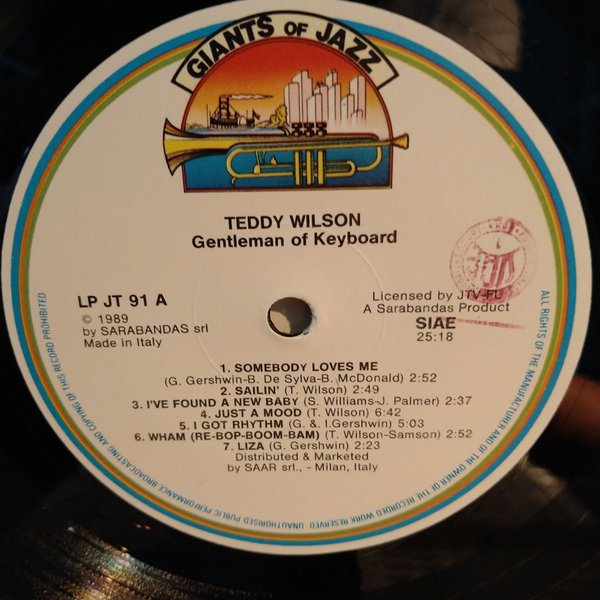 GIANTS OF JAZZ
TEDDY WILSON
Gentleman of Keyboard
LP JT 91 A
© 1989
by SARABANDAS srl
Made in Italy
Licensed by JTV-FL
A Sarabandas Product
SIAE
25:18
1. SOMEBODY LOVES ME
(G. Gershwin-B. De Sylva-B. McDonald) 2:52
2. SAILIN' (T. Wilson) 2:49
3. I'VE FOUND A NEW BABY (S. Williams-J. Palmer) 2:37
4. JUST A MOOD (T. Wilson) 6:42
5. I GOT RHYTHM (G. & I.Gershwin) 5:03
6. WHAM (RE-BOP-BOOM-BAM) (T. Wilson-Samson) 2:52
7. LIZA (G. Gershwin) 2:23
Distributed & Marketed
by SAAR srl., - Milan, Italy
ALL RIGHTS OF THE MANUFACTURER AND OF THE OWNER OF THE RECORDED WORK RESERVED · UNAUTHORISED PUBLIC PERFORMANCE BROADCASTING AND COPYING OF THIS RECORD PROHIBITED